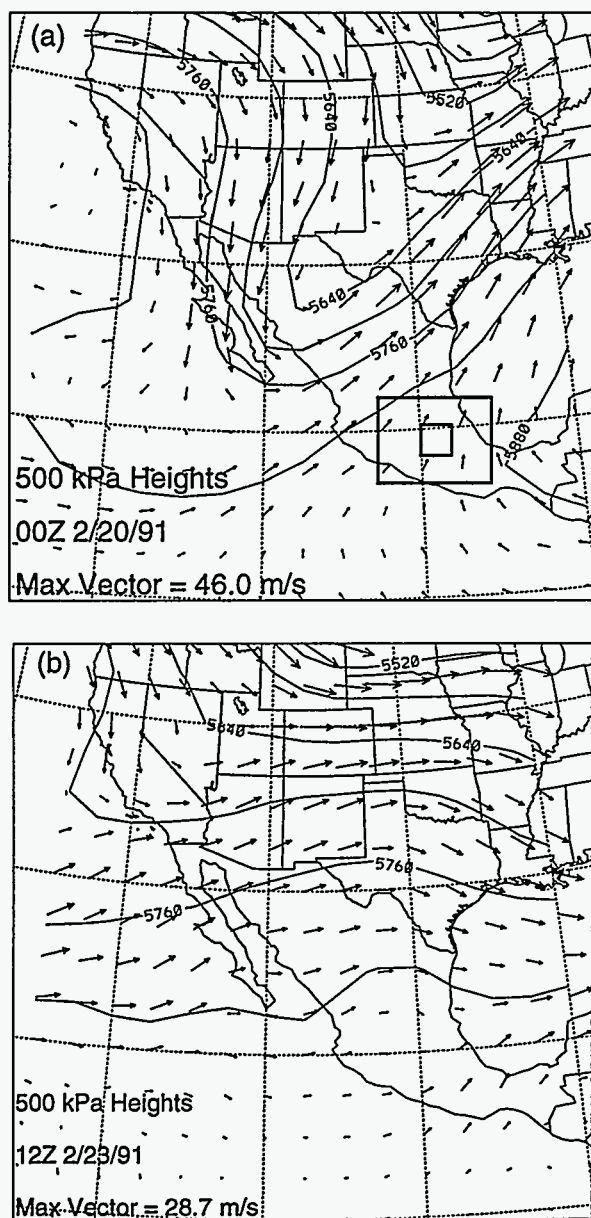 (a)
5760
5640
5520
5640
5760
5640
5760
5880
500 kPa Heights
00Z 2/20/91
Max Vector = 46.0 m/s
(b)
5520
5640
5640
5760
5760
500 kPa Heights
12Z 2/23/91
Max Vector = 28.7 m/s